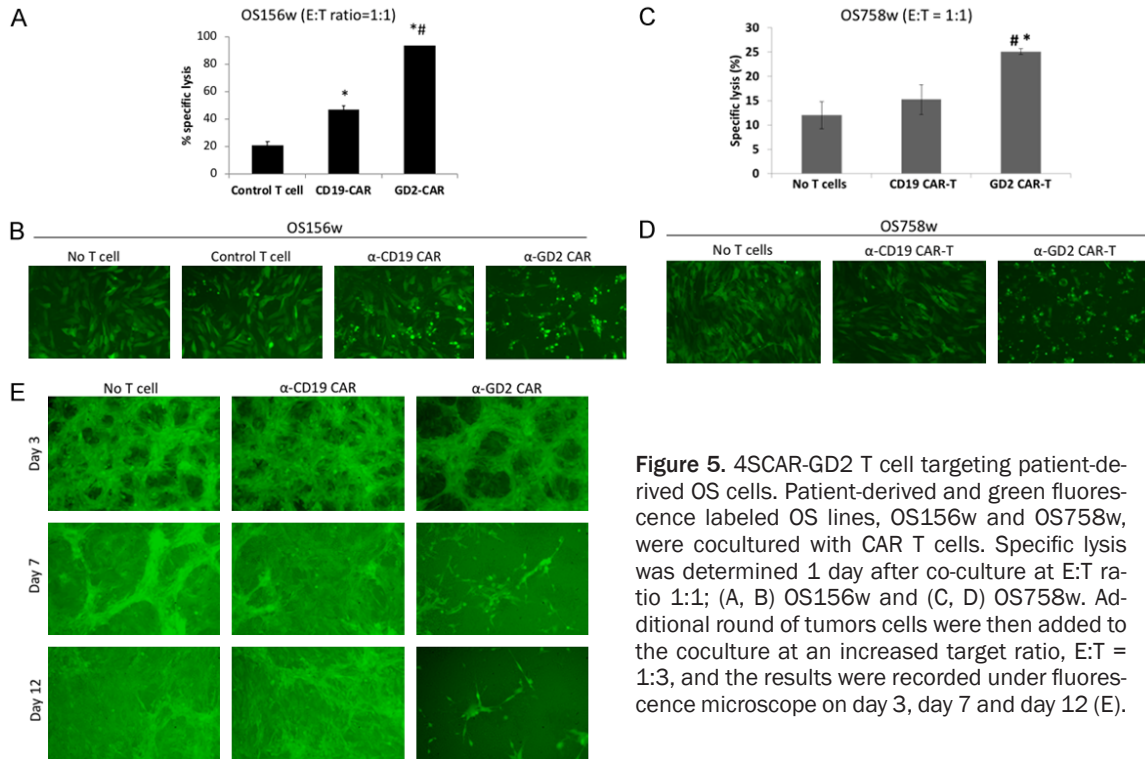 A
OS156w (E:T ratio=1:1)
% specific lysis
100
80
60
40
20
0
*
*#
Control T cell
CD19-CAR
GD2-CAR
C
OS758w (E:T = 1:1)
Specific lysis (%)
30
25
20
15
10
5
0
# *
No T cells
CD19 CAR-T
GD2 CAR-T
B
OS156w
No T cell
Control T cell
α-CD19 CAR
α-GD2 CAR
D
OS758w
No T cells
α-CD19 CAR-T
α-GD2 CAR-T
E
No T cell
α-CD19 CAR
α-GD2 CAR
Day 3
Day 7
Day 12
Figure 5. 4SCAR-GD2 T cell targeting patient-de-
rived OS cells. Patient-derived and green fluores-
cence labeled OS lines, OS156w and OS758w,
were cocultured with CAR T cells. Specific lysis
was determined 1 day after co-culture at E:T ra-
tio 1:1; (A, B) OS156w and (C, D) OS758w. Ad-
ditional round of tumors cells were then added to
the coculture at an increased target ratio, E:T =
1:3, and the results were recorded under fluores-
cence microscope on day 3, day 7 and day 12 (E).